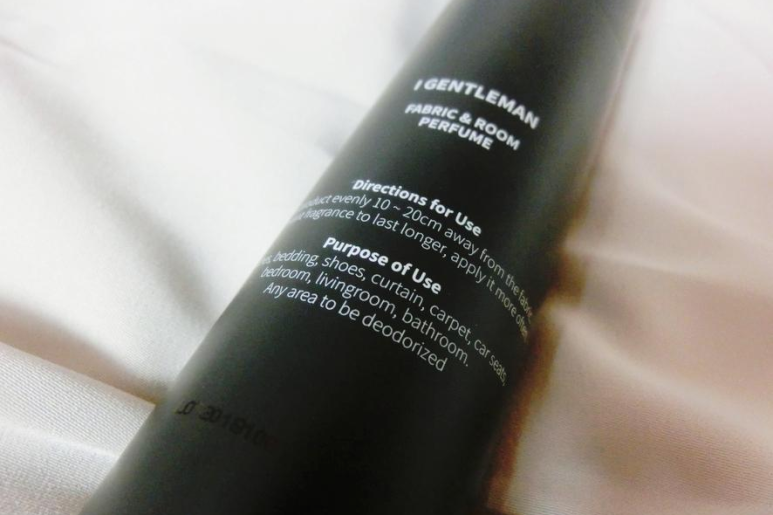 I GENTLEMAN
FABRIC & ROOM
PERFUME
Directions for Use
evenly 10 ~ 20cm away from the fabric
fragrance to last longer, apply it more often
Purpose of Use
bedding, shoes, curtain, carpet, car seats
bedroom, livingroom, bathroom.
Any area to be deodorized